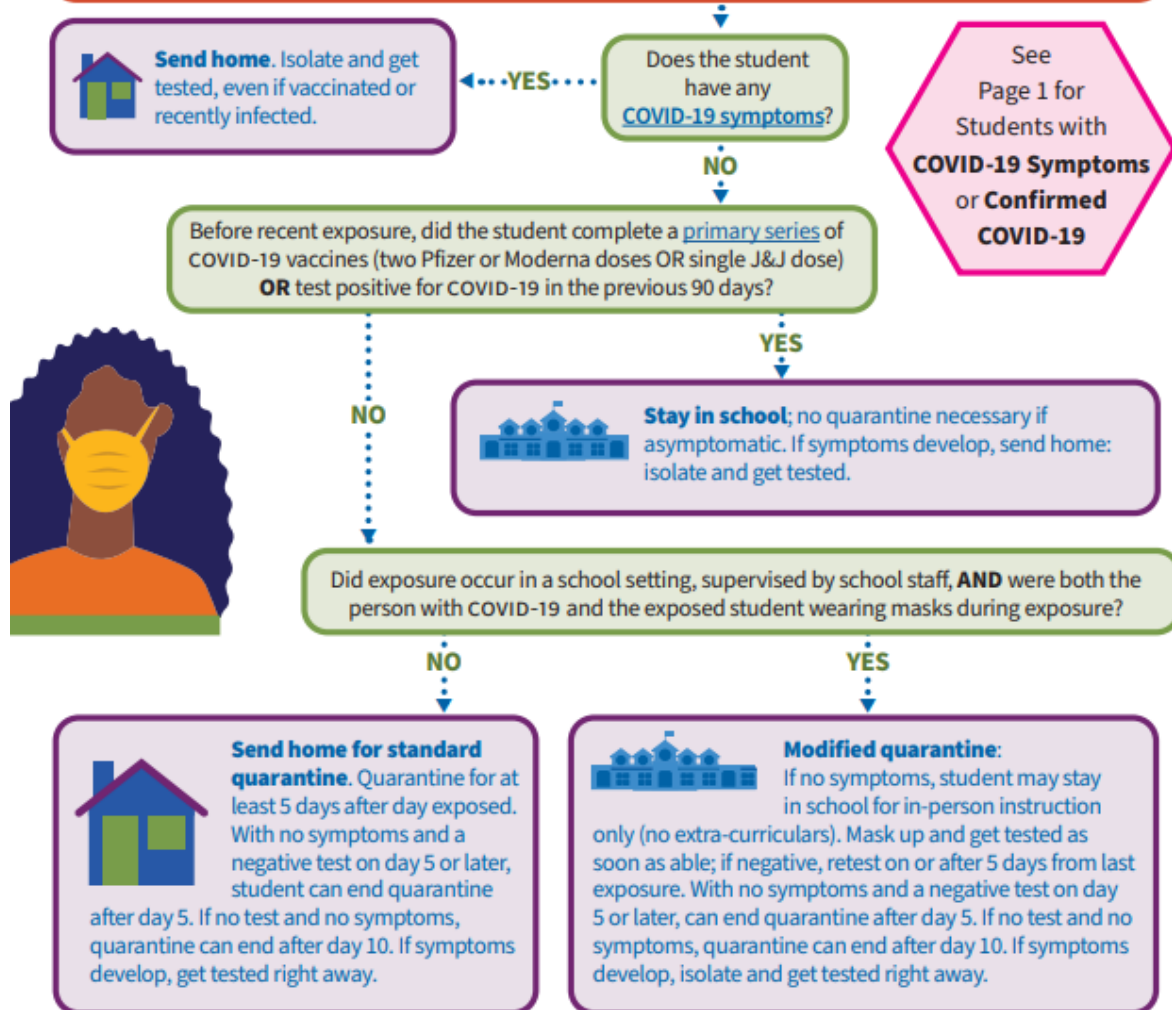 Send home. Isolate and get
tested, even if vaccinated or
recently infected.
YES
Does the student
have any
COVID-19 symptoms?
See
Page 1 for
Students with
COVID-19 Symptoms
or Confirmed
COVID-19
NO
Before recent exposure, did the student complete a primary series of
COVID-19 vaccines (two Pfizer or Moderna doses OR single J&J dose)
OR test positive for COVID-19 in the previous 90 days?
YES
NO
Stay in school; no quarantine necessary if
asymptomatic. If symptoms develop, send home:
isolate and get tested.
Did exposure occur in a school setting, supervised by school staff, AND were both the
person with COVID-19 and the exposed student wearing masks during exposure?
NO
YES
Send home for standard
quarantine. Quarantine for at
least 5 days after day exposed.
With no symptoms and a
negative test on day 5 or later,
student can end quarantine
after day 5. If no test and no symptoms,
quarantine can end after day 10. If symptoms
develop, get tested right away.
Modified quarantine:
If no symptoms, student may stay
in school for in-person instruction
only (no extra-curriculars). Mask up and get tested as
soon as able; if negative, retest on or after 5 days from last
exposure. With no symptoms and a negative test on day
5 or later, can end quarantine after day 5. If no test and no
symptoms, quarantine can end after day 10. If symptoms
develop, isolate and get tested right away.